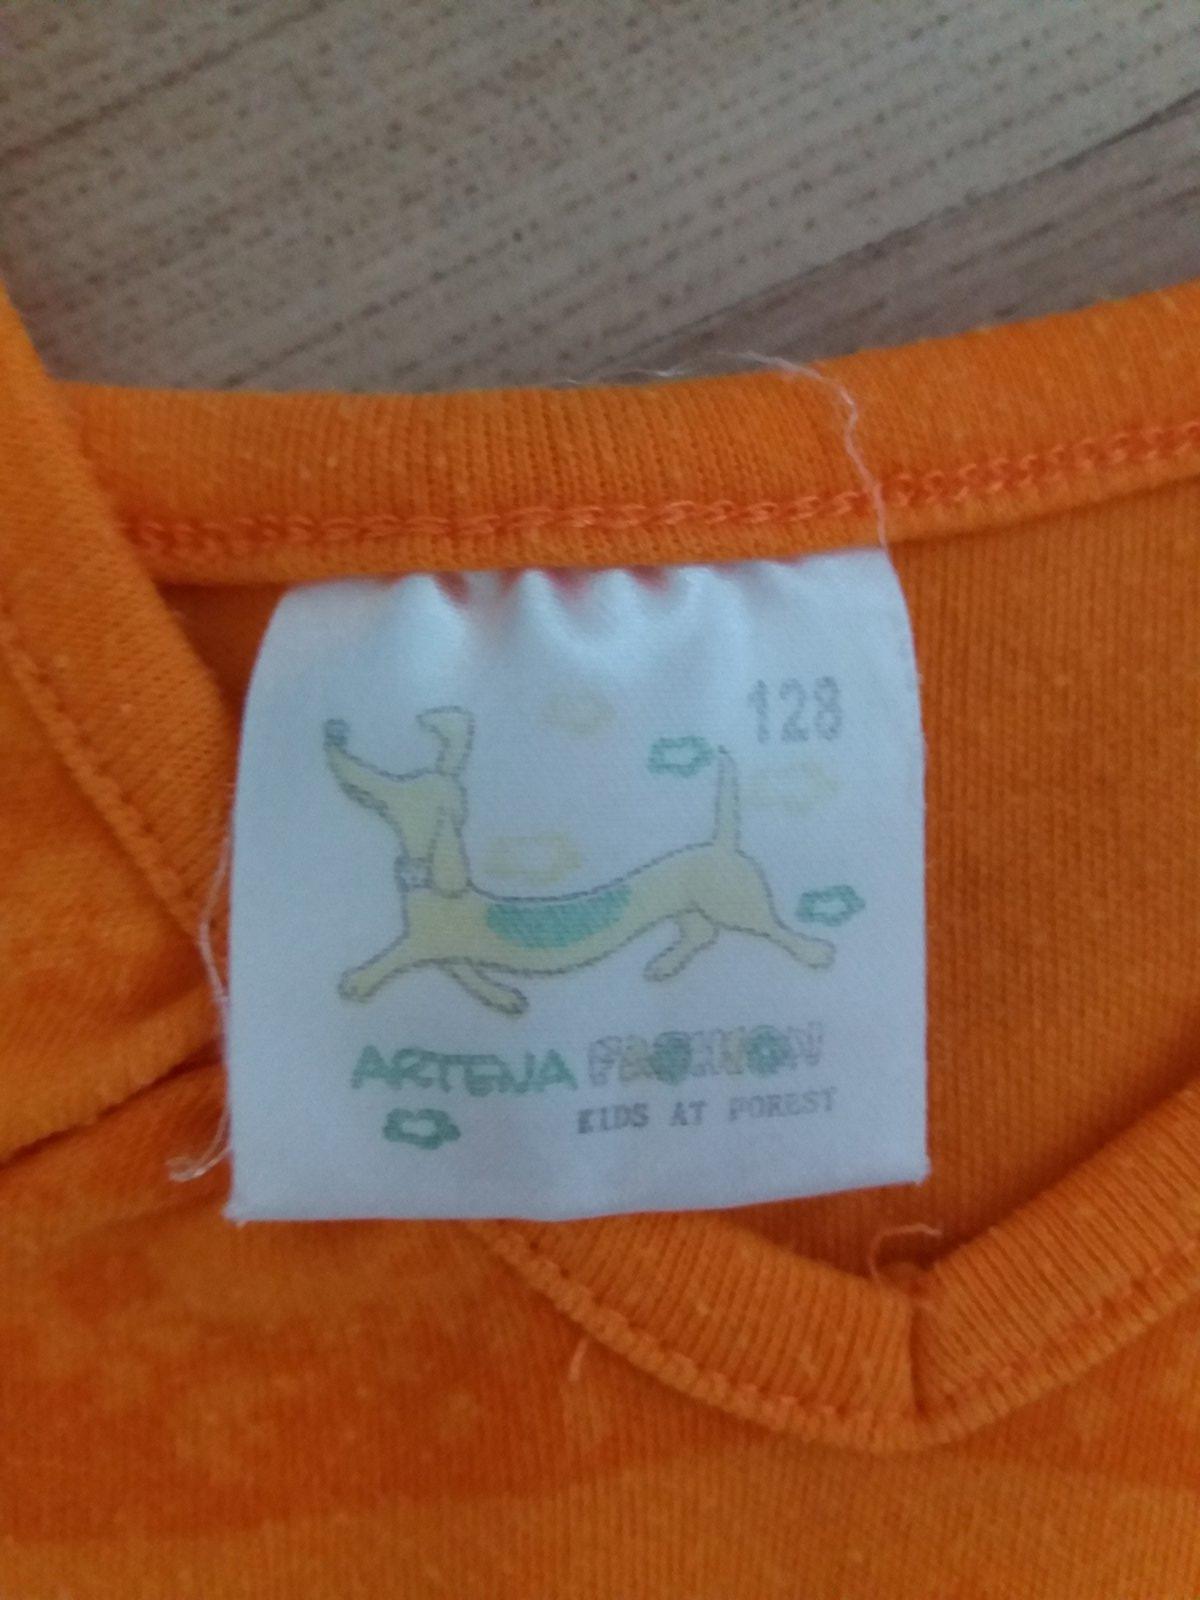 128
ARTENA FASHION
KIDS AT FOREST